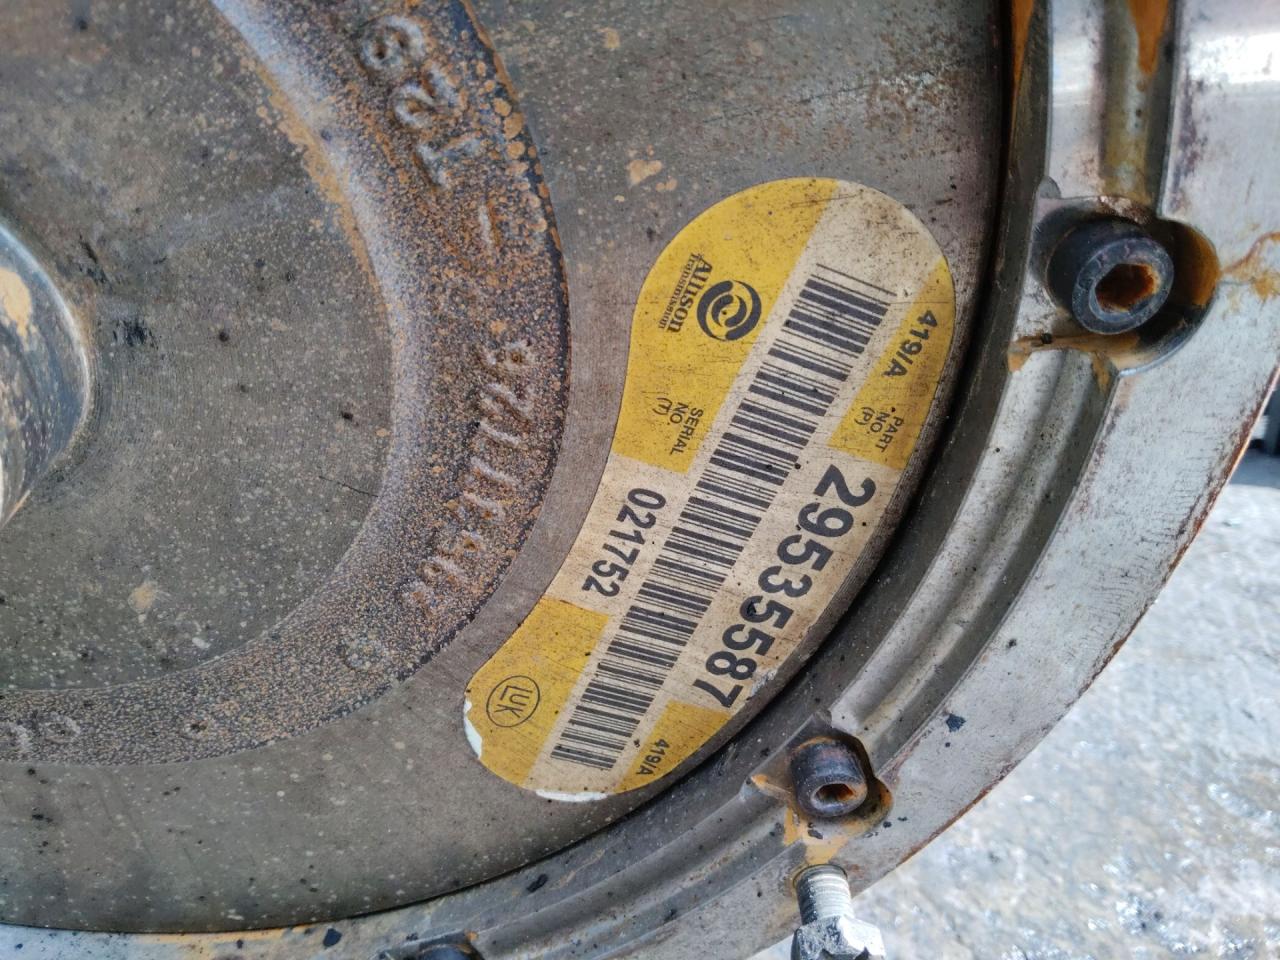 Allison
Transmission
419/A
PART
NO.
(P)
29535587
SERIAL
NO.
(T)
021752
LUK
419/A